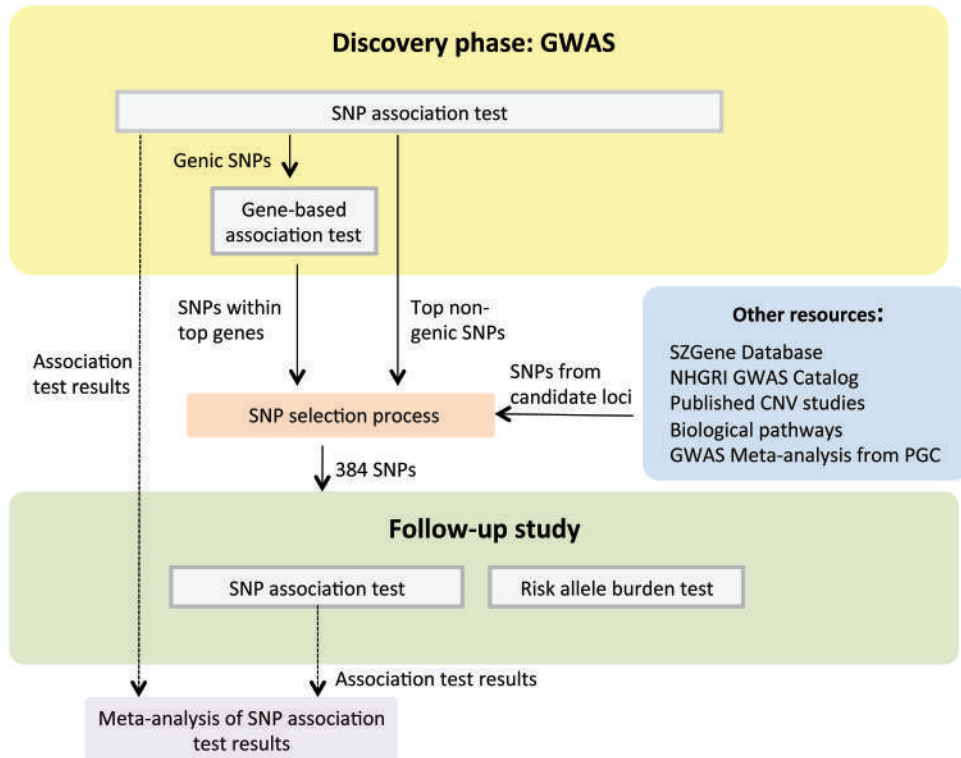 Discovery phase: GWAS
SNP association test
Genic SNPs
Gene-based
association test
SNPs within
top genes
Top non-
genic SNPs
Association
test results
SNPs from
candidate loci
Other resources:
SZGene Database
NHGRI GWAS Catalog
Published CNV studies
Biological pathways
GWAS Meta-analysis from PGC
SNP selection process
384 SNPs
Follow-up study
SNP association test
Risk allele burden test
Association test results
Meta-analysis of SNP association
test results